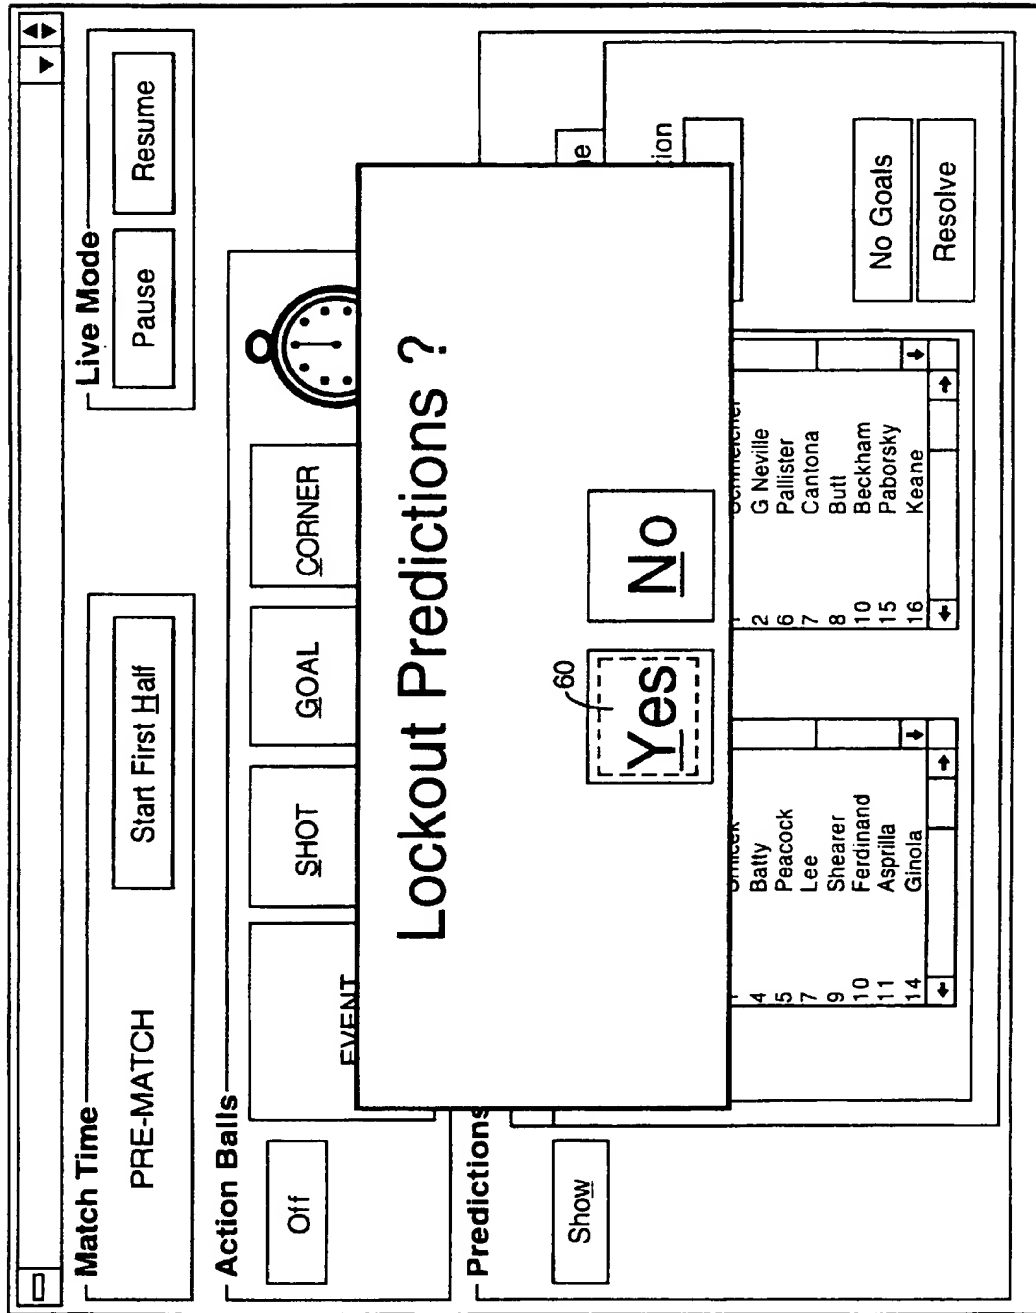 Match Time
PRE-MATCH
Start First Half
Live Mode
Pause
Resume
Action Balls
Off
EVENT
SHOT
GOAL
CORNER
Lockout Predictions ?
Yes
60
No
Predictions
Show
4 Batty
5 Peacock
7 Lee
9 Shearer
10 Ferdinand
11 Asprilla
14 Ginola
2 G Neville
6 Pallister
7 Cantona
8 Butt
10 Beckham
15 Paborsky
16 Keane
No Goals
Resolve